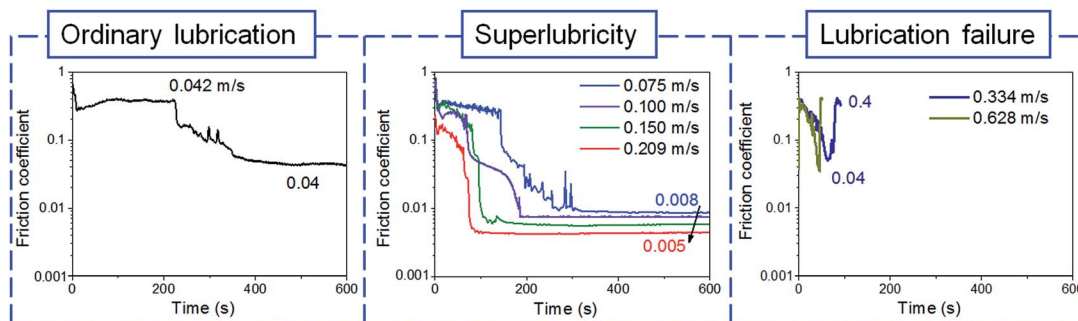 Ordinary lubrication
Superlubricity
Lubrication failure
Friction coefficient
1
0.1
0.01
0.001
0.042 m/s
0.04
0
200
400
600
Time (s)
Friction coefficient
1
0.1
0.01
0.001
0.075 m/s
0.100 m/s
0.150 m/s
0.209 m/s
0.008
0.005
0
200
400
600
Time (s)
Friction coefficient
1
0.1
0.01
0.001
0.4
0.334 m/s
0.628 m/s
0.04
0
200
400
600
Time (s)